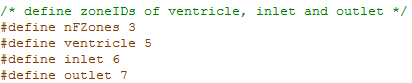 /* define zoneIDs of ventricle, inlet and outlet */
#define nFZones 3
#define ventricle 5
#define inlet 6
#define outlet 7